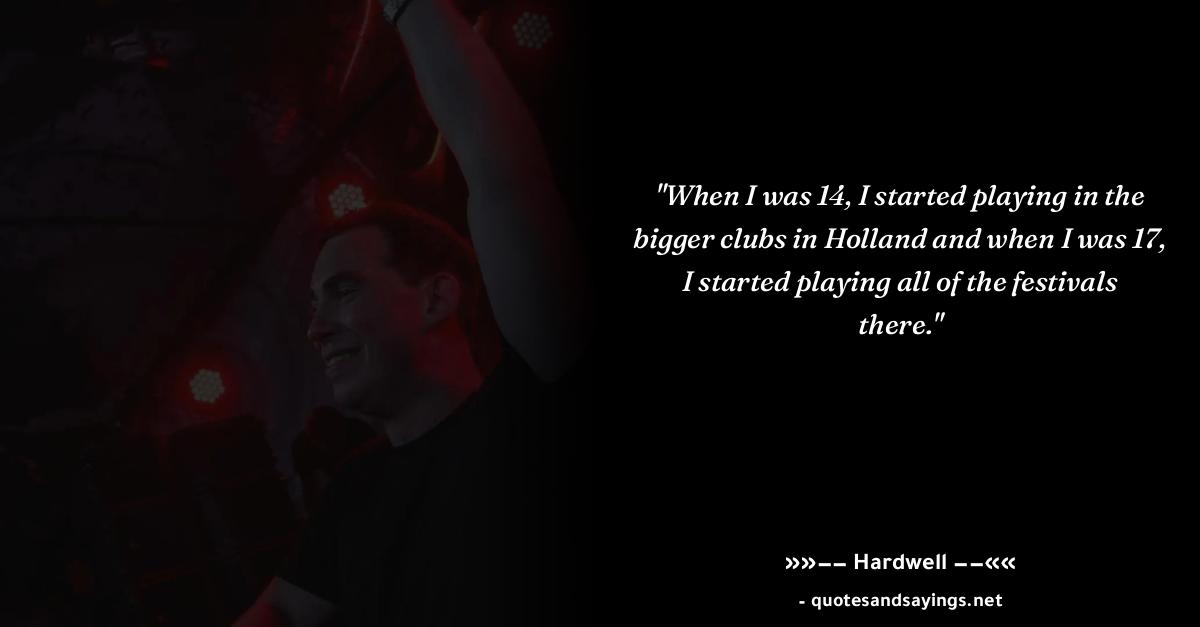 "When I was 14, I started playing in the
bigger clubs in Holland and when I was 17,
I started playing all of the festivals
there."
»»−− Hardwell −−««
- quotesandsayings.net